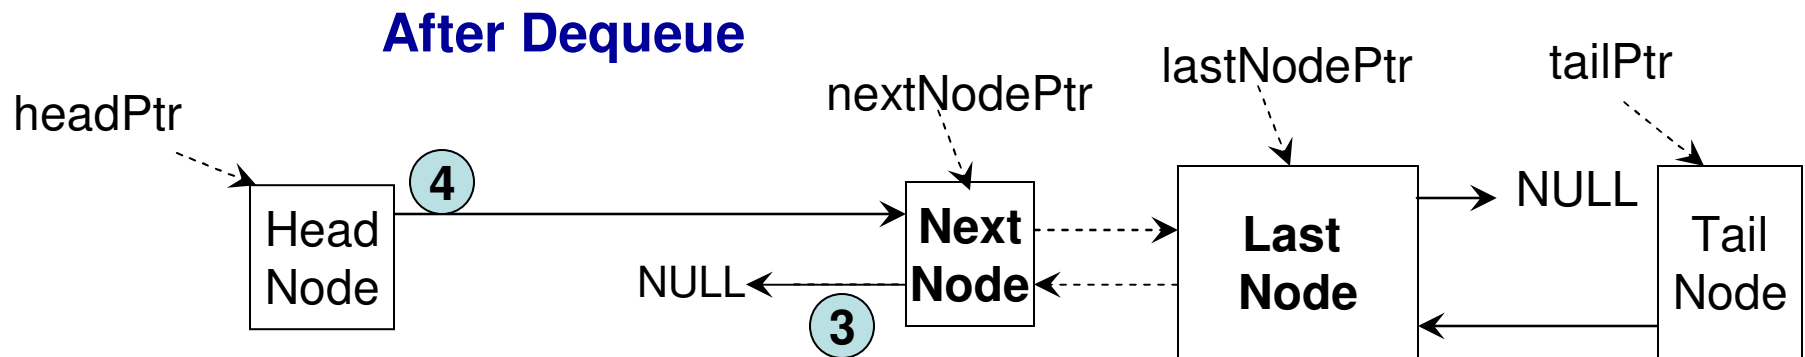 After Dequeue
headPtr
nextNodePtr
lastNodePtr
tailPtr
4
Head
Node
NULL
3
Next
Node
Last
Node
NULL
Tail
Node